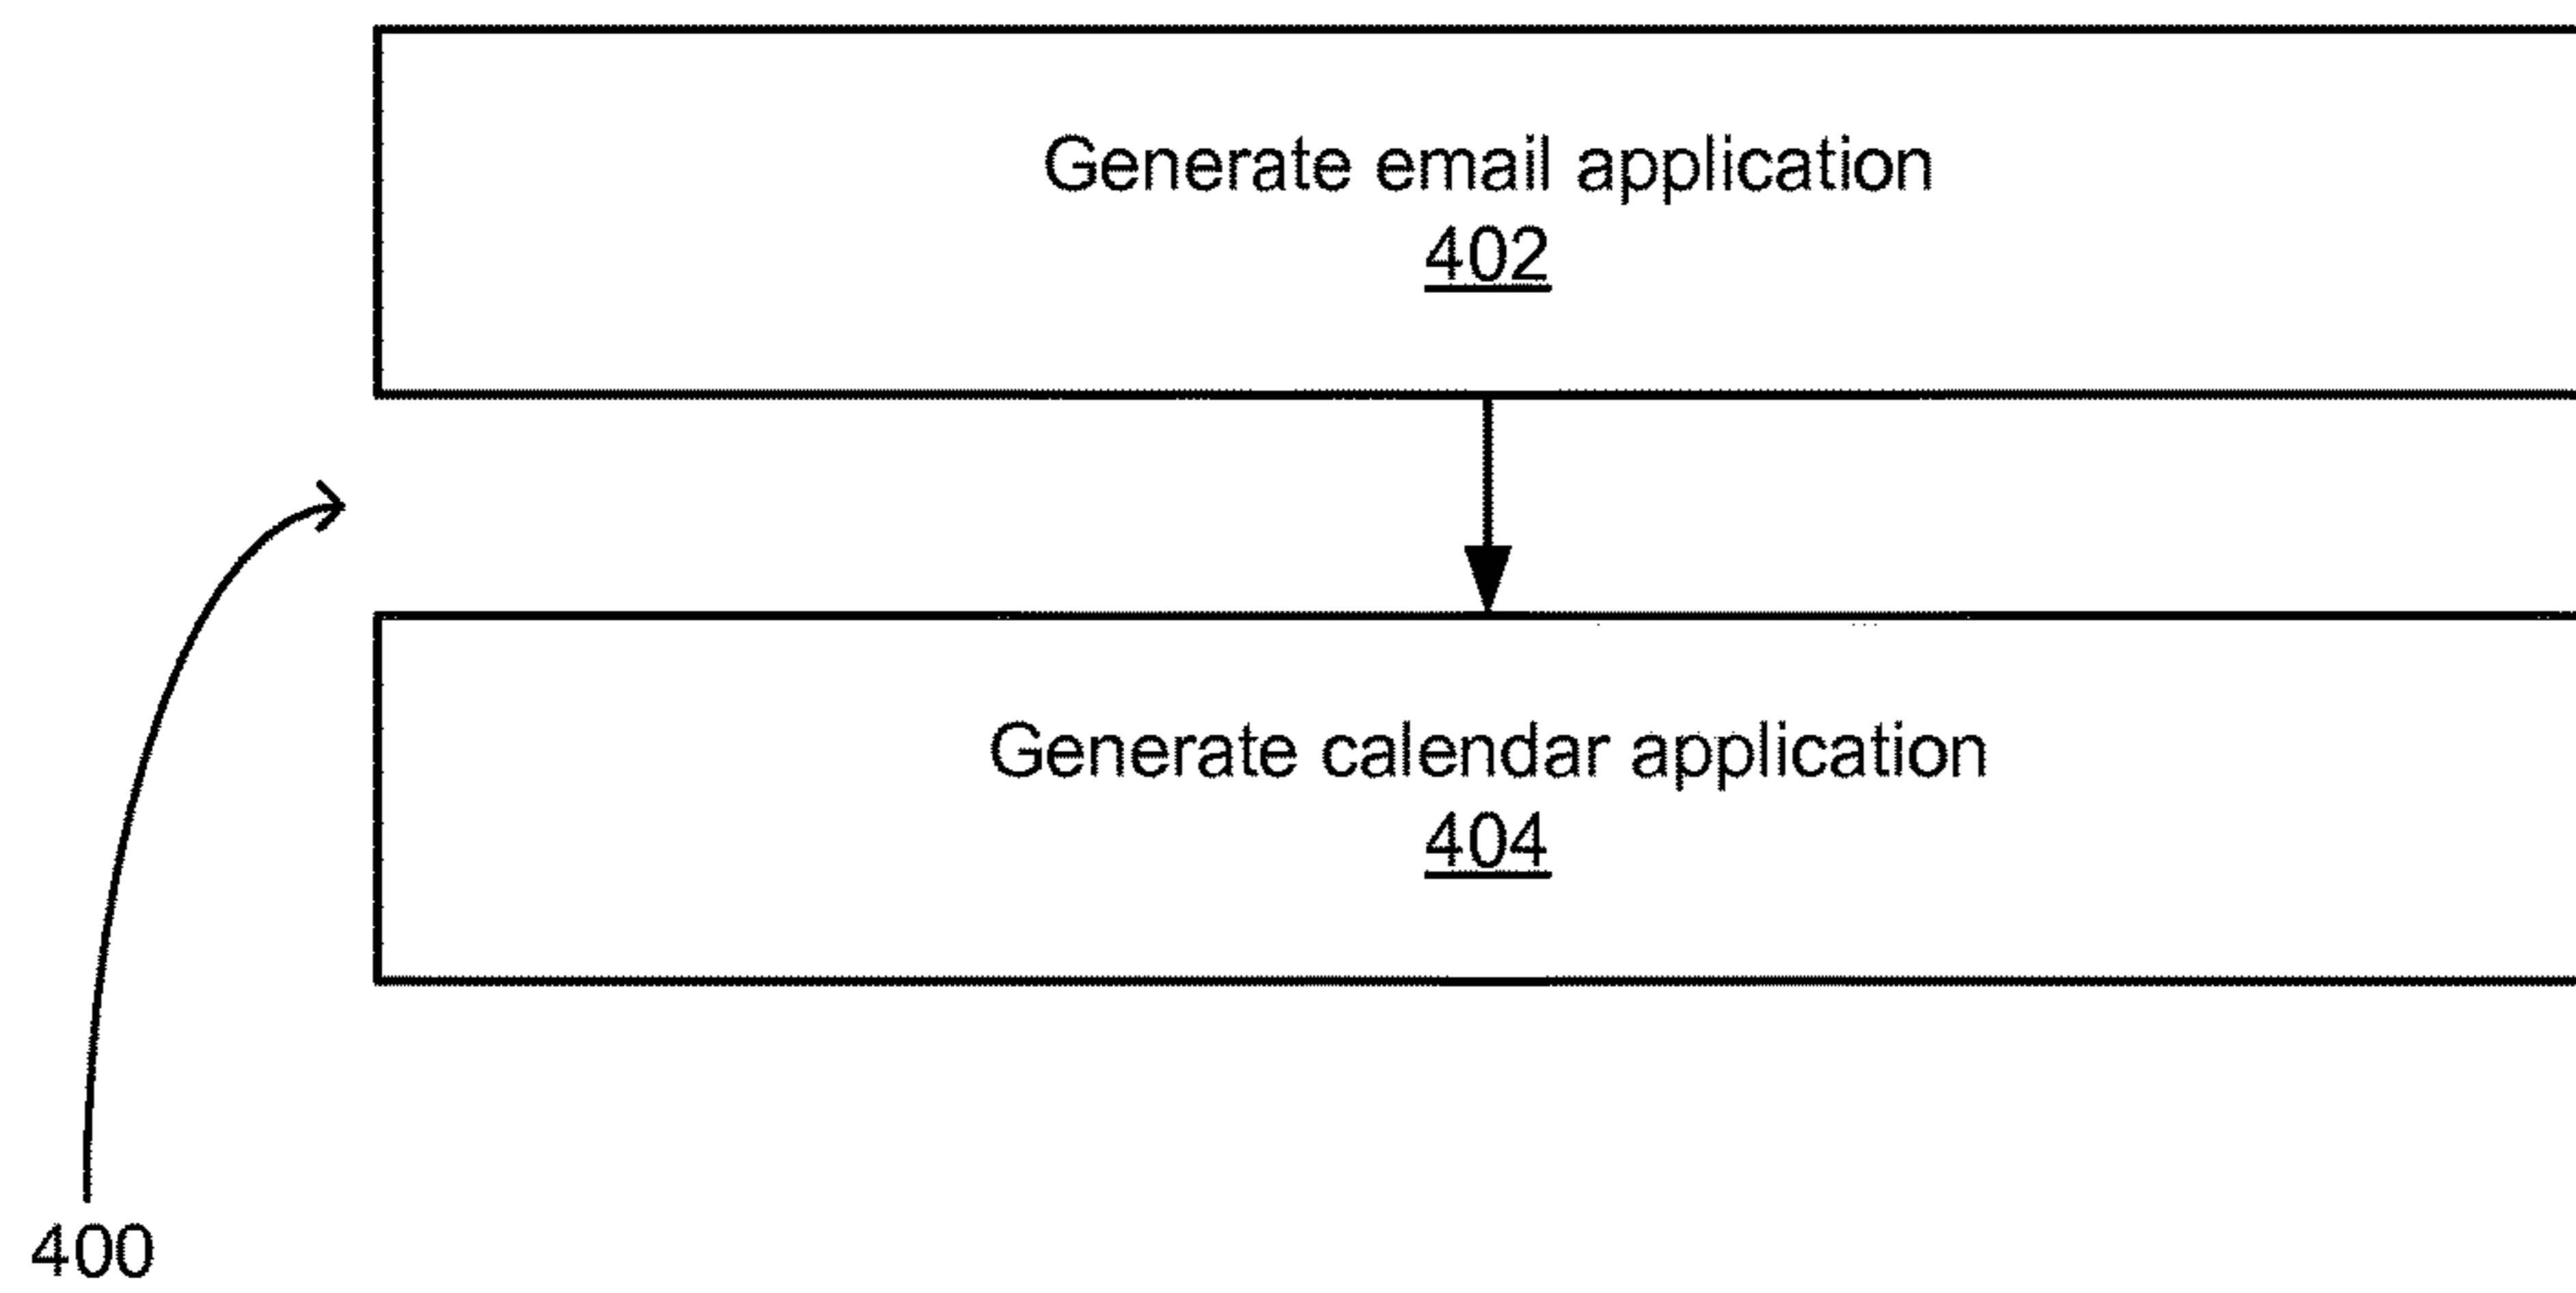 Generate email application
402
Generate calendar application
404
400